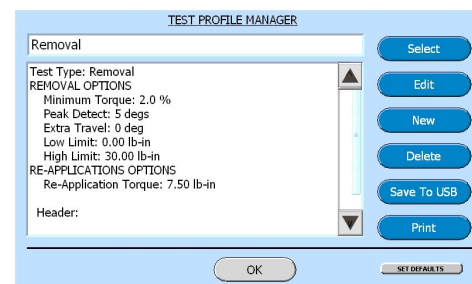 TEST PROFILE MANAGER
Removal
Select
Test Type: Removal
REMOVAL OPTIONS
Minimum Torque: 2.0 %
Peak Detect: 5 degs
Extra Travel: 0 deg
Low Limit: 0.00 lb-in
High Limit: 30.00 lb-in
RE-APPLICATIONS OPTIONS
Re-Application Torque: 7.50 lb-in
Header:
Edit
New
Delete
Save To USB
Print
OK
SET DEFAULTS